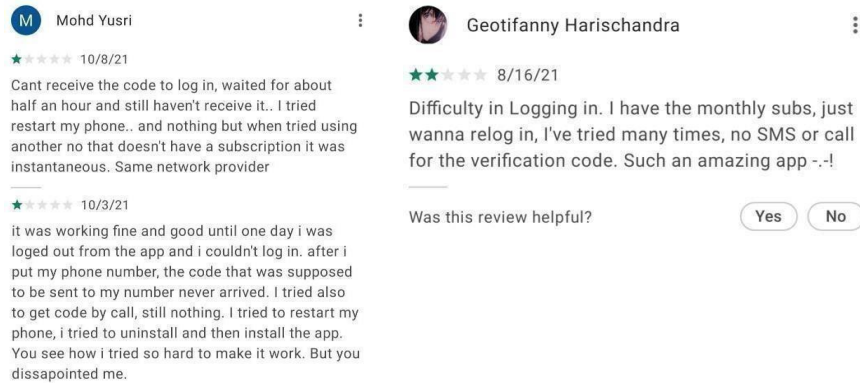 M
Mohd Yusri
10/8/21
Cant receive the code to log in, waited for about
half an hour and still haven't receive it.. I tried
restart my phone.. and nothing but when tried using
another no that doesn't have a subscription it was
instantaneous. Same network provider
10/3/21
it was working fine and good until one day i was
loged out from the app and i couldn't log in. after i
put my phone number, the code that was supposed
to be sent to my number never arrived. I tried also
to get code by call, still nothing. I tried to restart my
phone, i tried to uninstall and then install the app.
You see how i tried so hard to make it work. But you
dissapointed me.
Geotifanny Harischandra
8/16/21
Difficulty in Logging in. I have the monthly subs, just
wanna relog in, I've tried many times, no SMS or call
for the verification code. Such an amazing app -.-!
Was this review helpful?
Yes
No